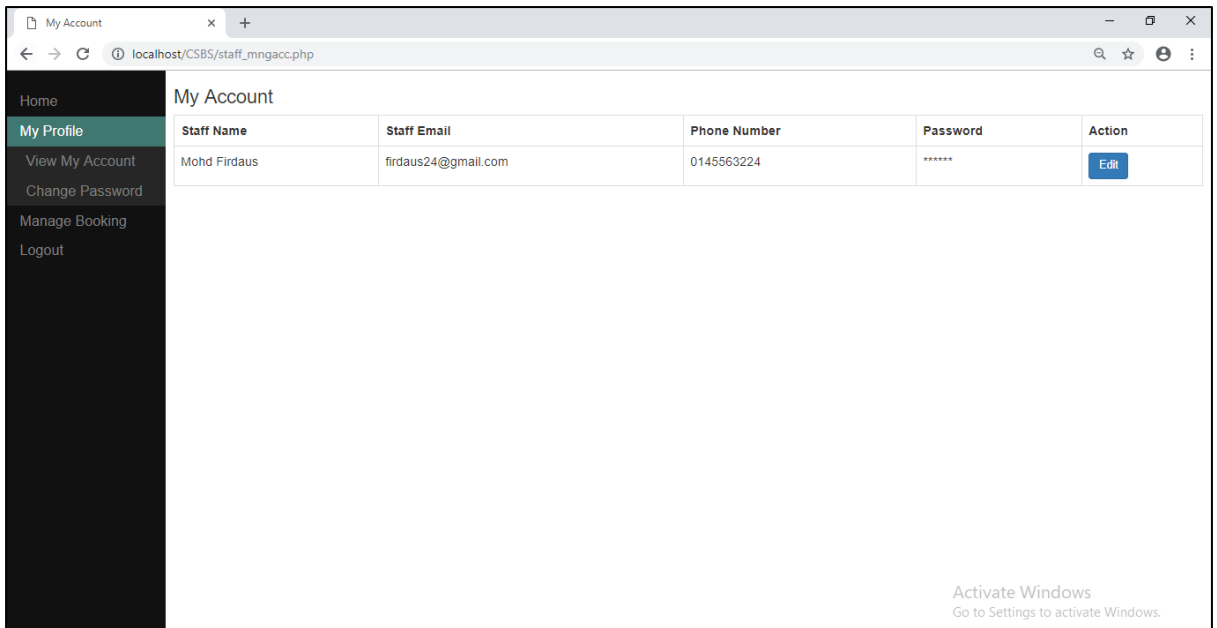 My Account
localhost/CSBS/staff_mngacc.php
Home
My Profile
View My Account
Change Password
Manage Booking
Logout
My Account
Staff Name Staff Email Phone Number Password Action
Mohd Firdaus firdaus24@gmail.com 0145563224 ****** Edit
Activate Windows
Go to Settings to activate Windows.